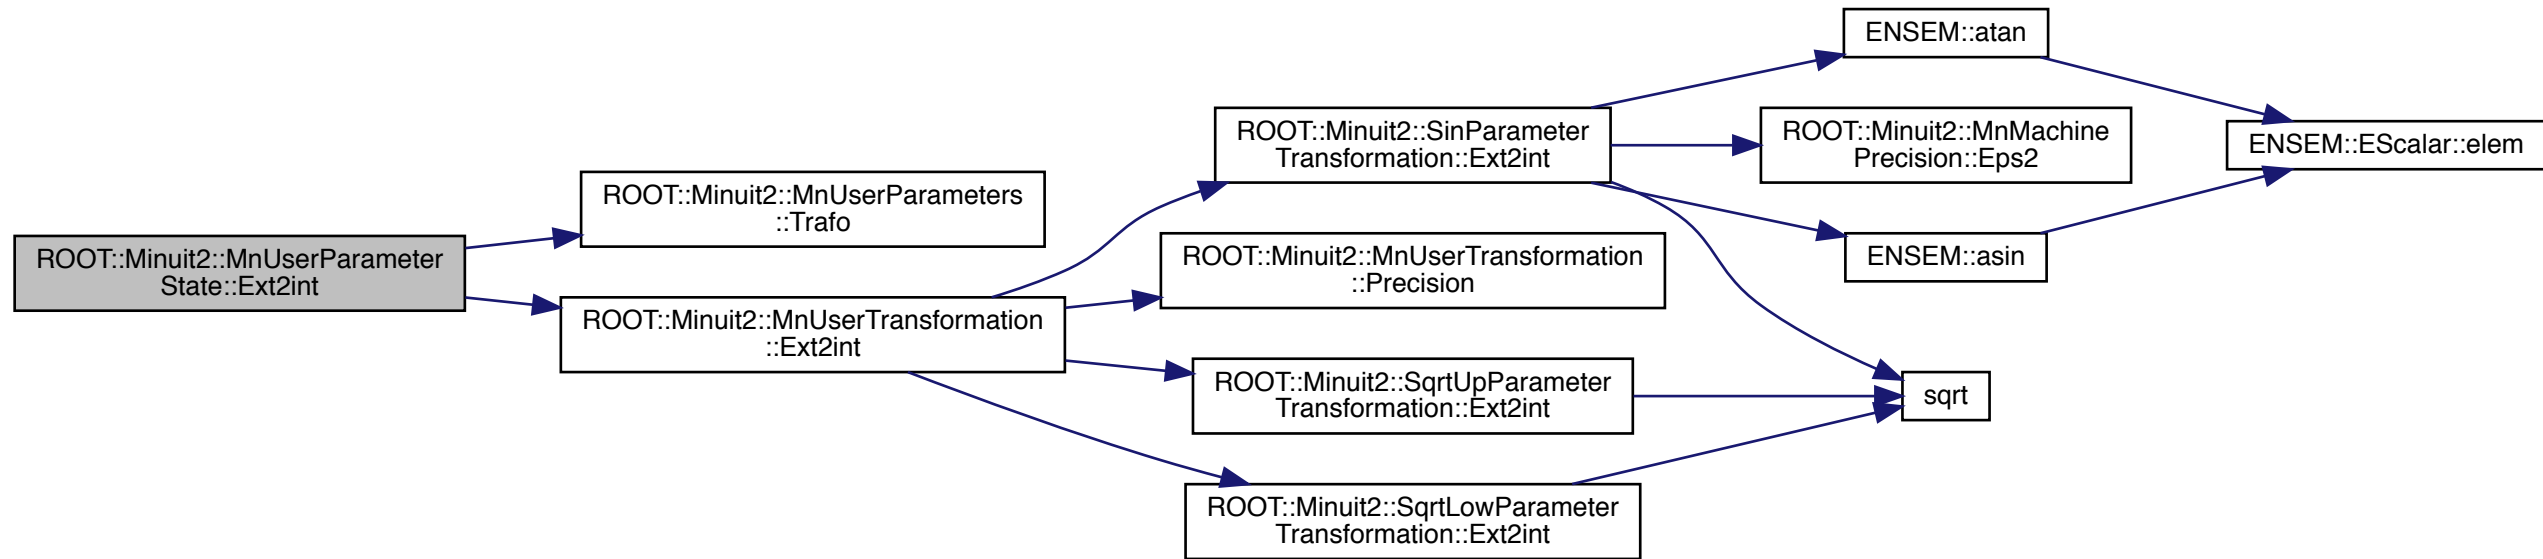 ROOT::Minuit2::MnUserParameter
State::Ext2int
ROOT::Minuit2::MnUserParameters
::Trafo
ROOT::Minuit2::MnUserTransformation
::Ext2int
ROOT::Minuit2::SinParameter
Transformation::Ext2int
ROOT::Minuit2::MnUserTransformation
::Precision
ROOT::Minuit2::SqrtUpParameter
Transformation::Ext2int
ROOT::Minuit2::SqrtLowParameter
Transformation::Ext2int
ENSEM::atan
ROOT::Minuit2::MnMachine
Precision::Eps2
ENSEM::asin
sqrt
ENSEM::EScalar::elem